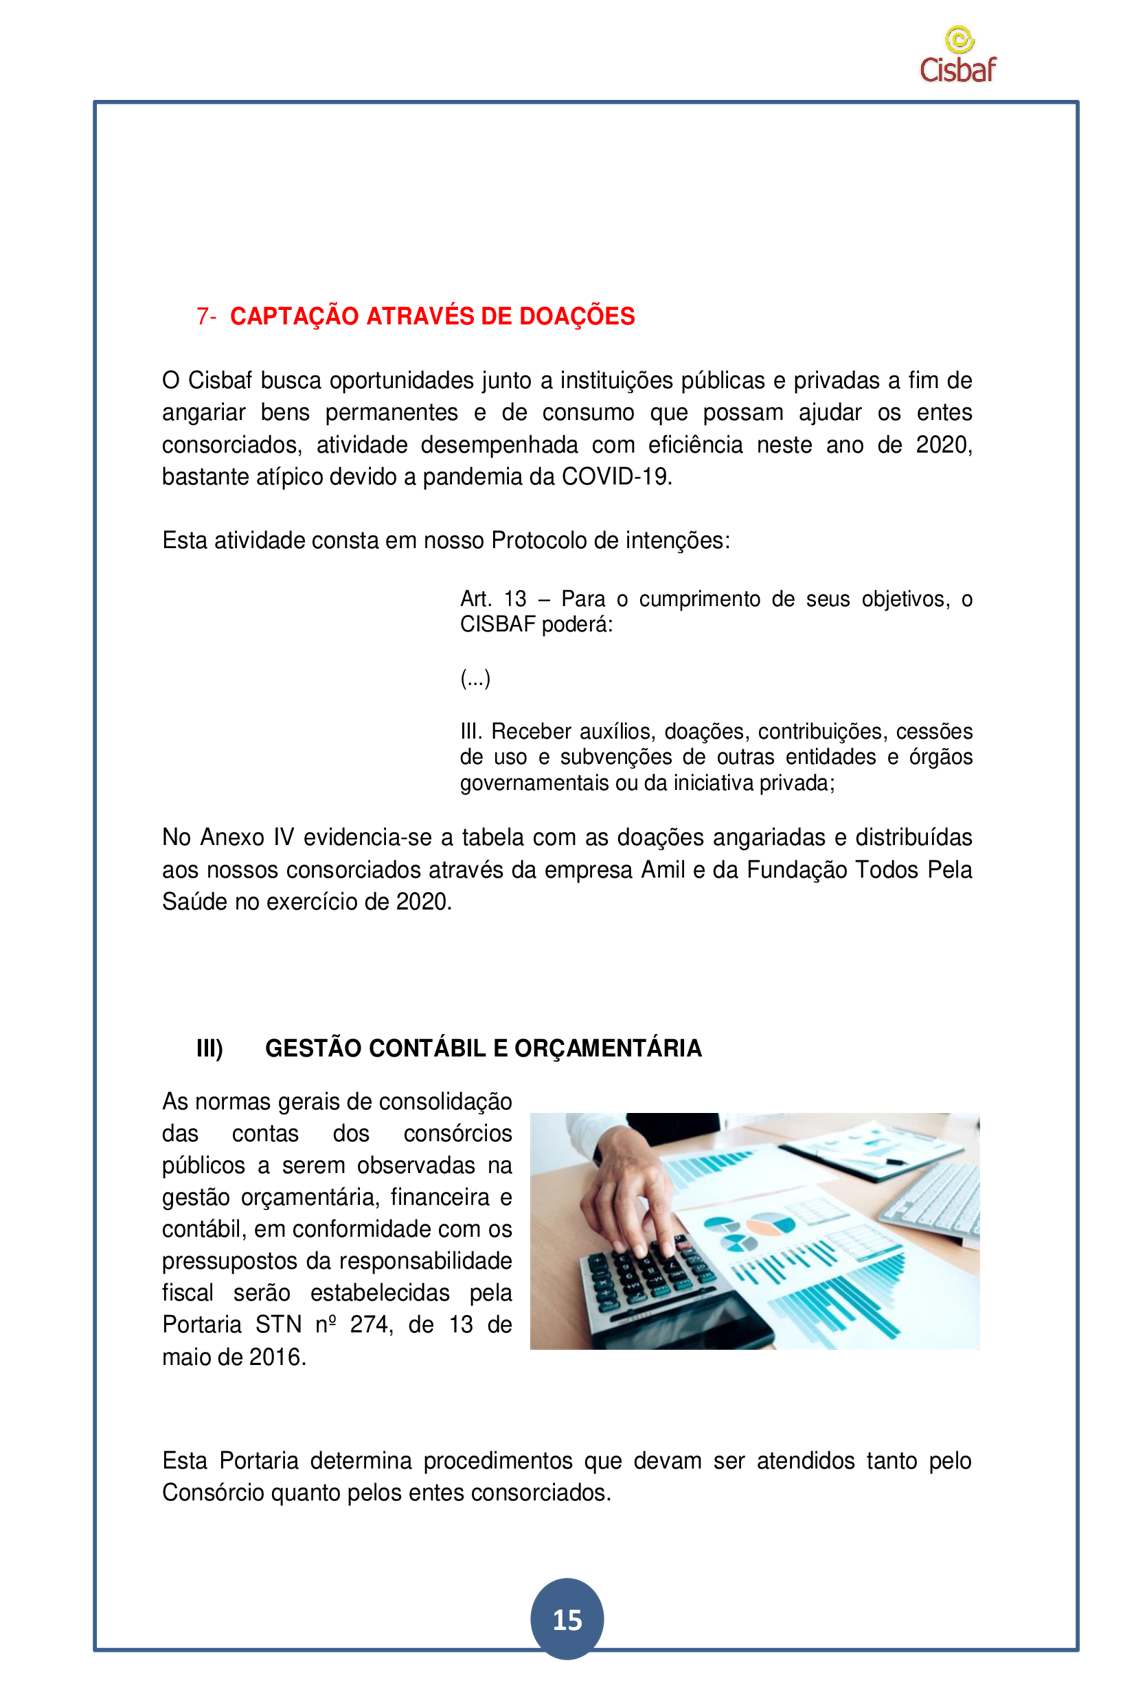 Cisbaf
7- CAPTAÇÃO ATRAVÉS DE DOAÇÕES
O Cisbaf busca oportunidades junto a instituições públicas e privadas a fim de
angariar bens permanentes e de consumo que possam ajudar os entes
consorciados, atividade desempenhada com eficiência neste ano de 2020,
bastante atípico devido a pandemia da COVID-19.
Esta atividade consta em nosso Protocolo de intenções:
Art. 13 – Para o cumprimento de seus objetivos, o
CISBAF poderá:
(...)
III. Receber auxílios, doações, contribuições, cessões
de uso e subvenções de outras entidades e órgãos
governamentais ou da iniciativa privada;
No Anexo IV evidencia-se a tabela com as doações angariadas e distribuídas
aos nossos consorciados através da empresa Amil e da Fundação Todos Pela
Saúde no exercício de 2020.
III) GESTÃO CONTÁBIL E ORÇAMENTÁRIA
As normas gerais de consolidação
das contas dos consórcios
públicos a serem observadas na
gestão orçamentária, financeira e
contábil, em conformidade com os
pressupostos da responsabilidade
fiscal serão estabelecidas pela
Portaria STN nº 274, de 13 de
maio de 2016.
Esta Portaria determina procedimentos que devam ser atendidos tanto pelo
Consórcio quanto pelos entes consorciados.
15